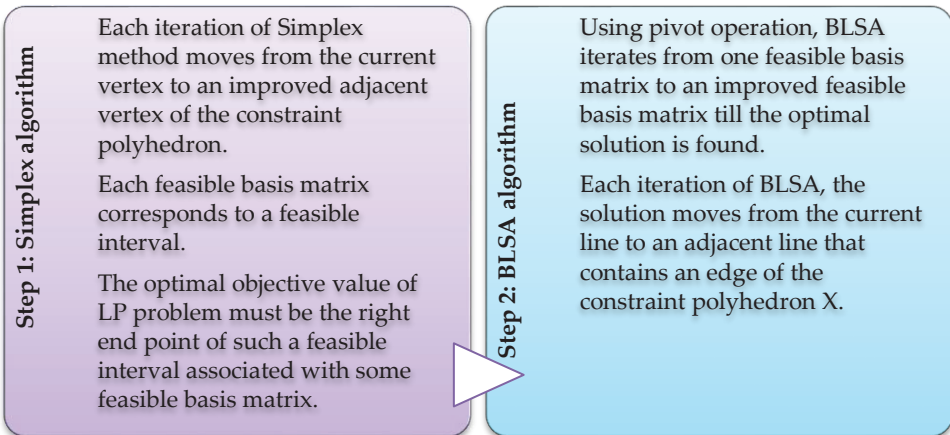 Step 1: Simplex algorithm
Each iteration of Simplex
method moves from the current
vertex to an improved adjacent
vertex of the constraint
polyhedron.
Each feasible basis matrix
corresponds to a feasible
interval.
The optimal objective value of
LP problem must be the right
end point of such a feasible
interval associated with some
feasible basis matrix.
Step 2: BLSA algorithm
Using pivot operation, BLSA
iterates from one feasible basis
matrix to an improved feasible
basis matrix till the optimal
solution is found.
Each iteration of BLSA, the
solution moves from the current
line to an adjacent line that
contains an edge of the
constraint polyhedron X.